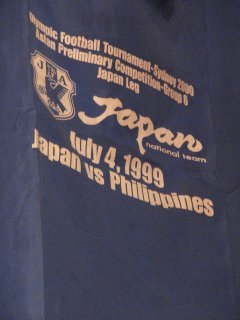 Olympic Football Tournament-Sydney 2000
Asian Preliminary Competition-Group 6
Japan Leg
JFA
Japan
national team
July 4, 1999
Japan vs Philippines